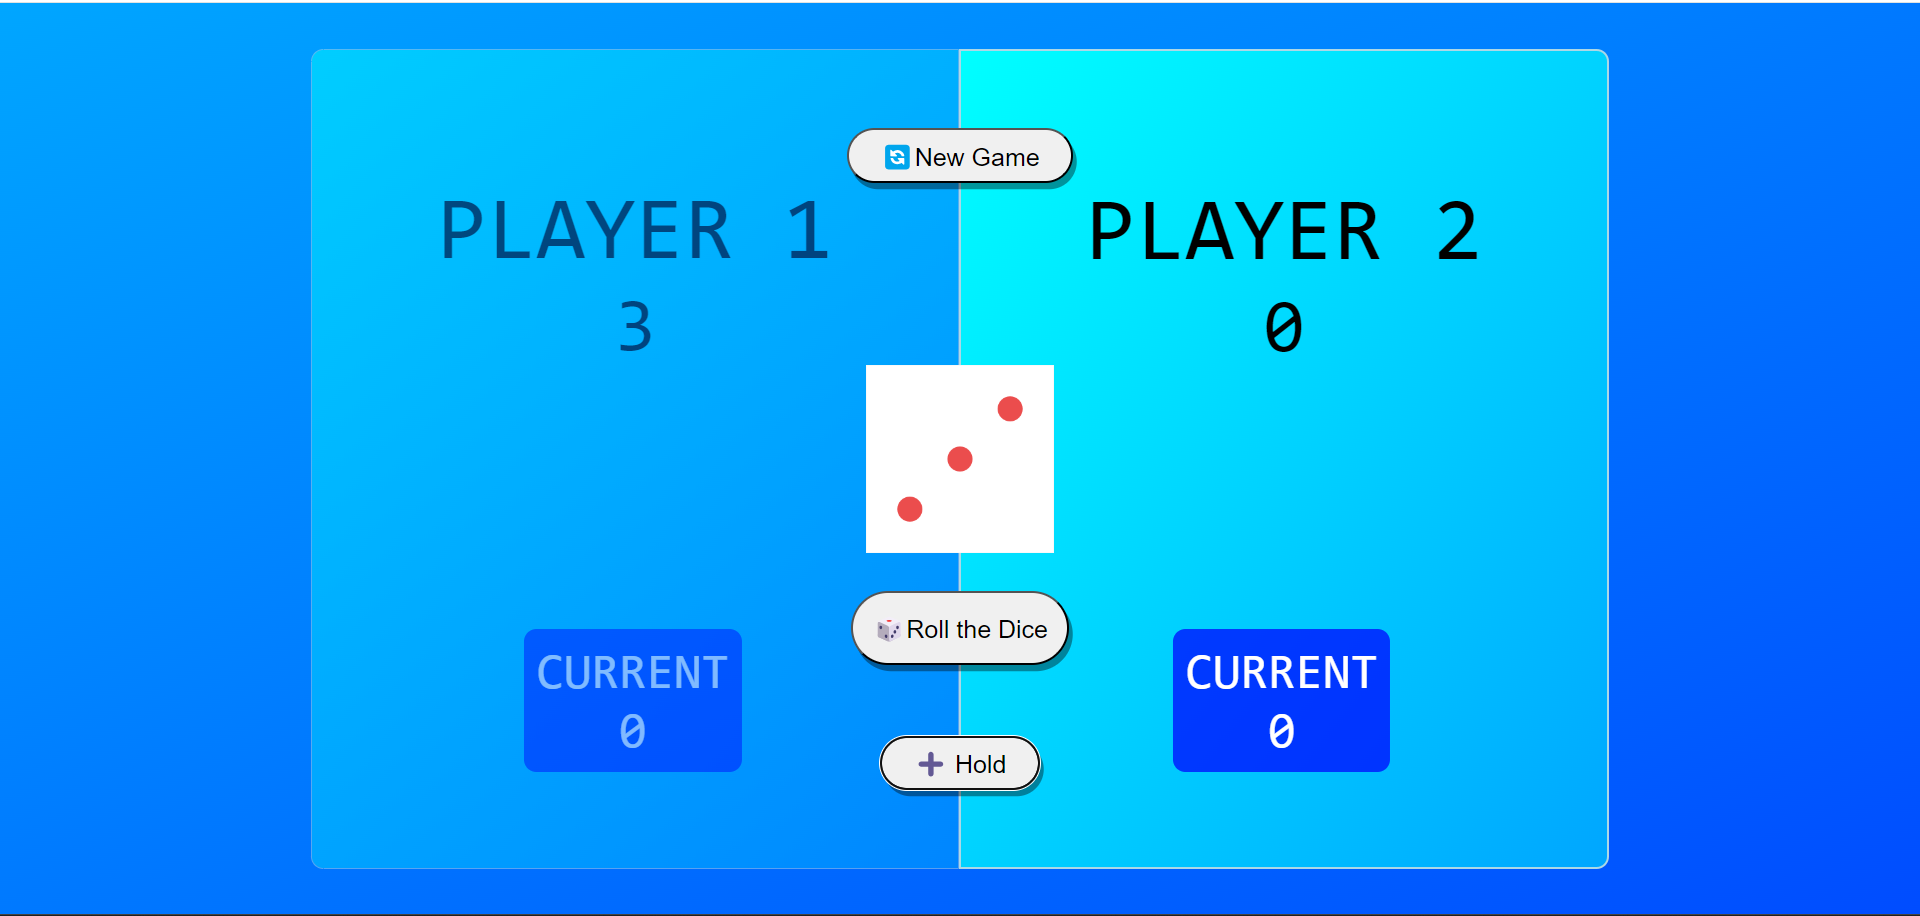 New Game
PLAYER 1
3
PLAYER 2
0
Roll the Dice
CURRENT
0
CURRENT
0
Hold